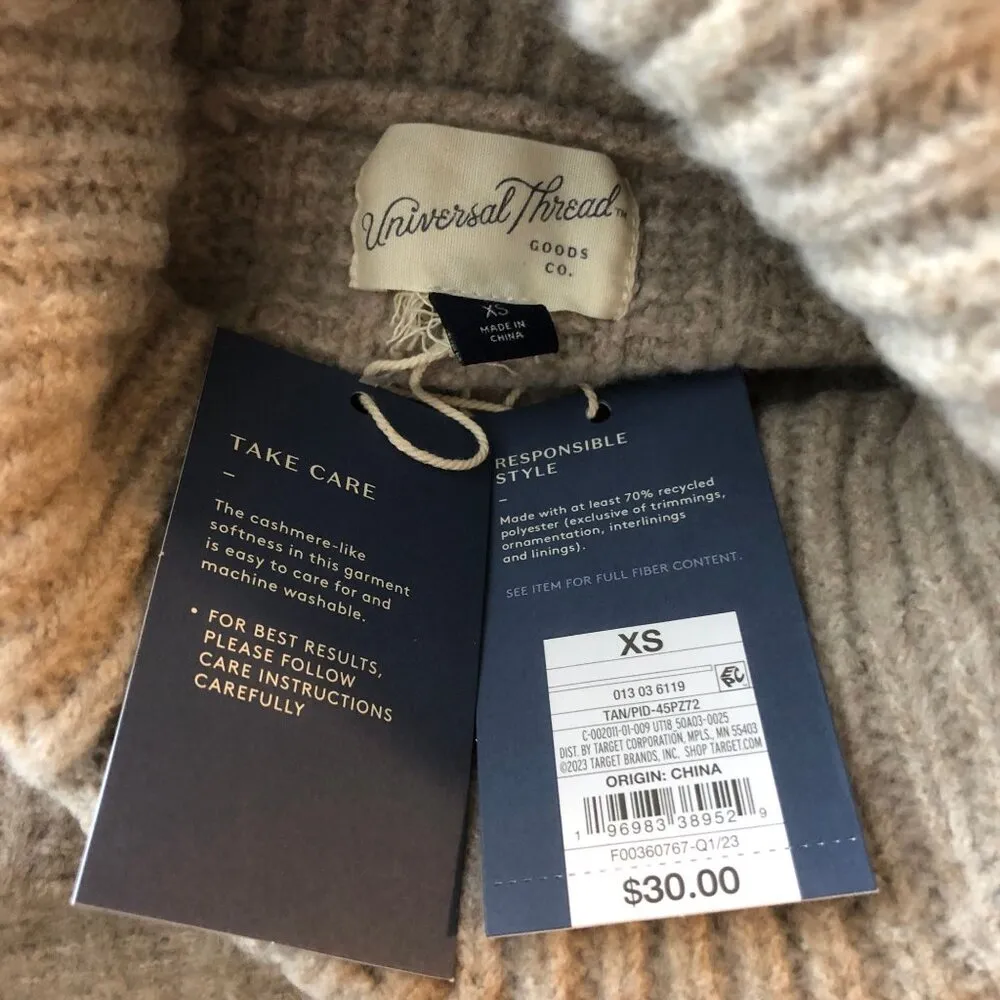 Universal Thread™
GOODS
CO.
XS
MADE IN
CHINA
TAKE CARE
–
The cashmere-like
softness in this garment
is easy to care for and
machine washable.
• FOR BEST RESULTS,
PLEASE FOLLOW
CARE INSTRUCTIONS
CAREFULLY
RESPONSIBLE
STYLE
–
Made with at least 70% recycled
polyester (exclusive of trimmings,
ornamentation, interlinings
and linings).
SEE ITEM FOR FULL FIBER CONTENT.
XS
EPC
013 03 6119
TAN/PID-45PZ72
C-002011-01-009 UT18 50A03-0025
DIST. BY TARGET CORPORATION, MPLS., MN 55403
©2023 TARGET BRANDS, INC. SHOP TARGET.COM
ORIGIN: CHINA
1 96983 38952 9
F00360767-Q1/23
$30.00